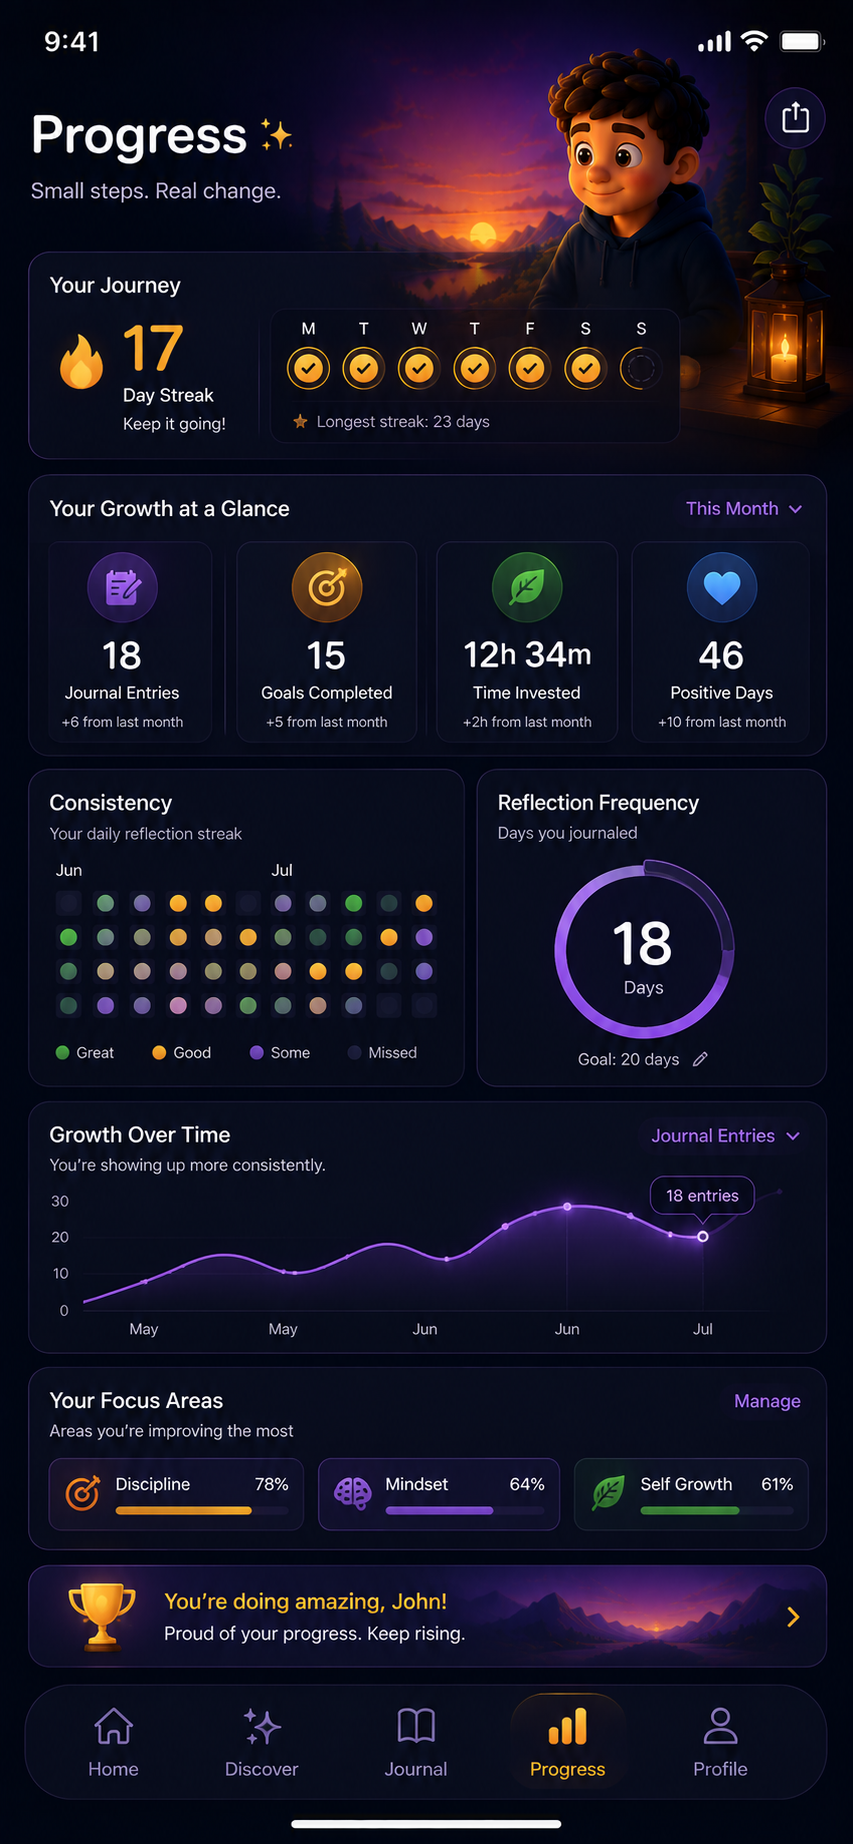 9:41
Progress
Small steps. Real change.
Your Journey
17
Day Streak
Keep it going!
M T W T F S S
Longest streak: 23 days
Your Growth at a Glance
This Month
18
Journal Entries
+6 from last month
15
Goals Completed
+5 from last month
12h 34m
Time Invested
+2h from last month
46
Positive Days
+10 from last month
Consistency
Your daily reflection streak
Jun Jul
Great Good Some Missed
Reflection Frequency
Days you journaled
18
Days
Goal: 20 days
Growth Over Time
Journal Entries
You're showing up more consistently.
18 entries
30
20
10
0
May May Jun Jun Jul
Your Focus Areas
Manage
Areas you're improving the most
Discipline 78%
Mindset 64%
Self Growth 61%
You're doing amazing, John!
Proud of your progress. Keep rising.
Home Discover Journal Progress Profile